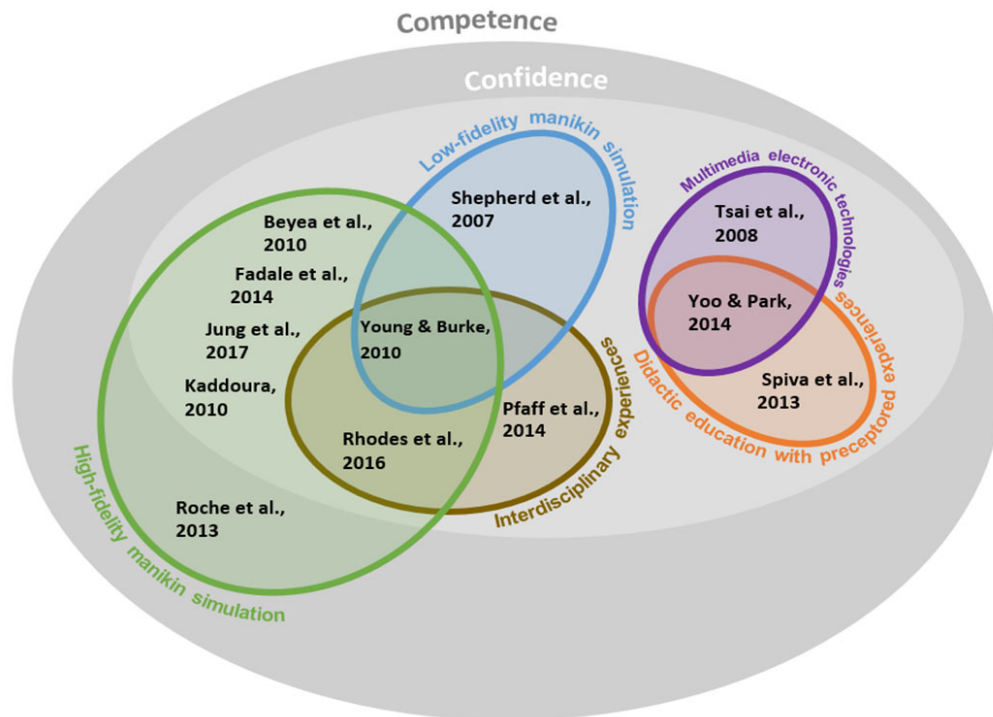 Competence
Confidence
Low-fidelity manikin simulation
Multimedia electronic technologies
Shepherd et al.,
2007
Tsai et al.,
2008
Beyea et al.,
2010
Fadale et al.,
2014
Jung et al.,
2017
Kaddoura,
2010
Young & Burke,
2010
Yoo & Park,
2014
Spiva et al.,
2013
Didactic education with preceptored experiences
Pfaff et al.,
2014
Rhodes et al.,
2016
Interdisciplinary experiences
Roche et al.,
2013
High-fidelity manikin simulation